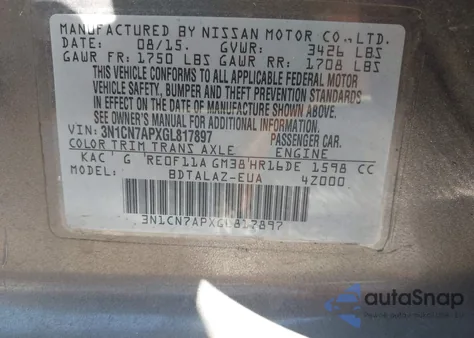 MANUFACTURED BY NISSAN MOTOR CO., LTD.
DATE: 08/15. GVWR: 3426 LBS
GAWR FR: 1750 LBS GAWR RR: 1708 LBS
THIS VEHICLE CONFORMS TO ALL APPLICABLE FEDERAL MOTOR
VEHICLE SAFETY, BUMPER AND THEFT PREVENTION STANDARDS
IN EFFECT ON THE DATE OF MANUFACTURE SHOWN ABOVE.
SEE OWNER'S MANUAL FOR ADDITIONAL INFORMATION.
VIN: 3N1CN7APXGL817897 PASSENGER CAR.
COLOR TRIM TRANS AXLE ENGINE
KAC G RE0F11A GM38 HR16DE 1598 CC
BDTALAZ-EUA 4Z000
3N1CN7APXGL817897
autoSnap